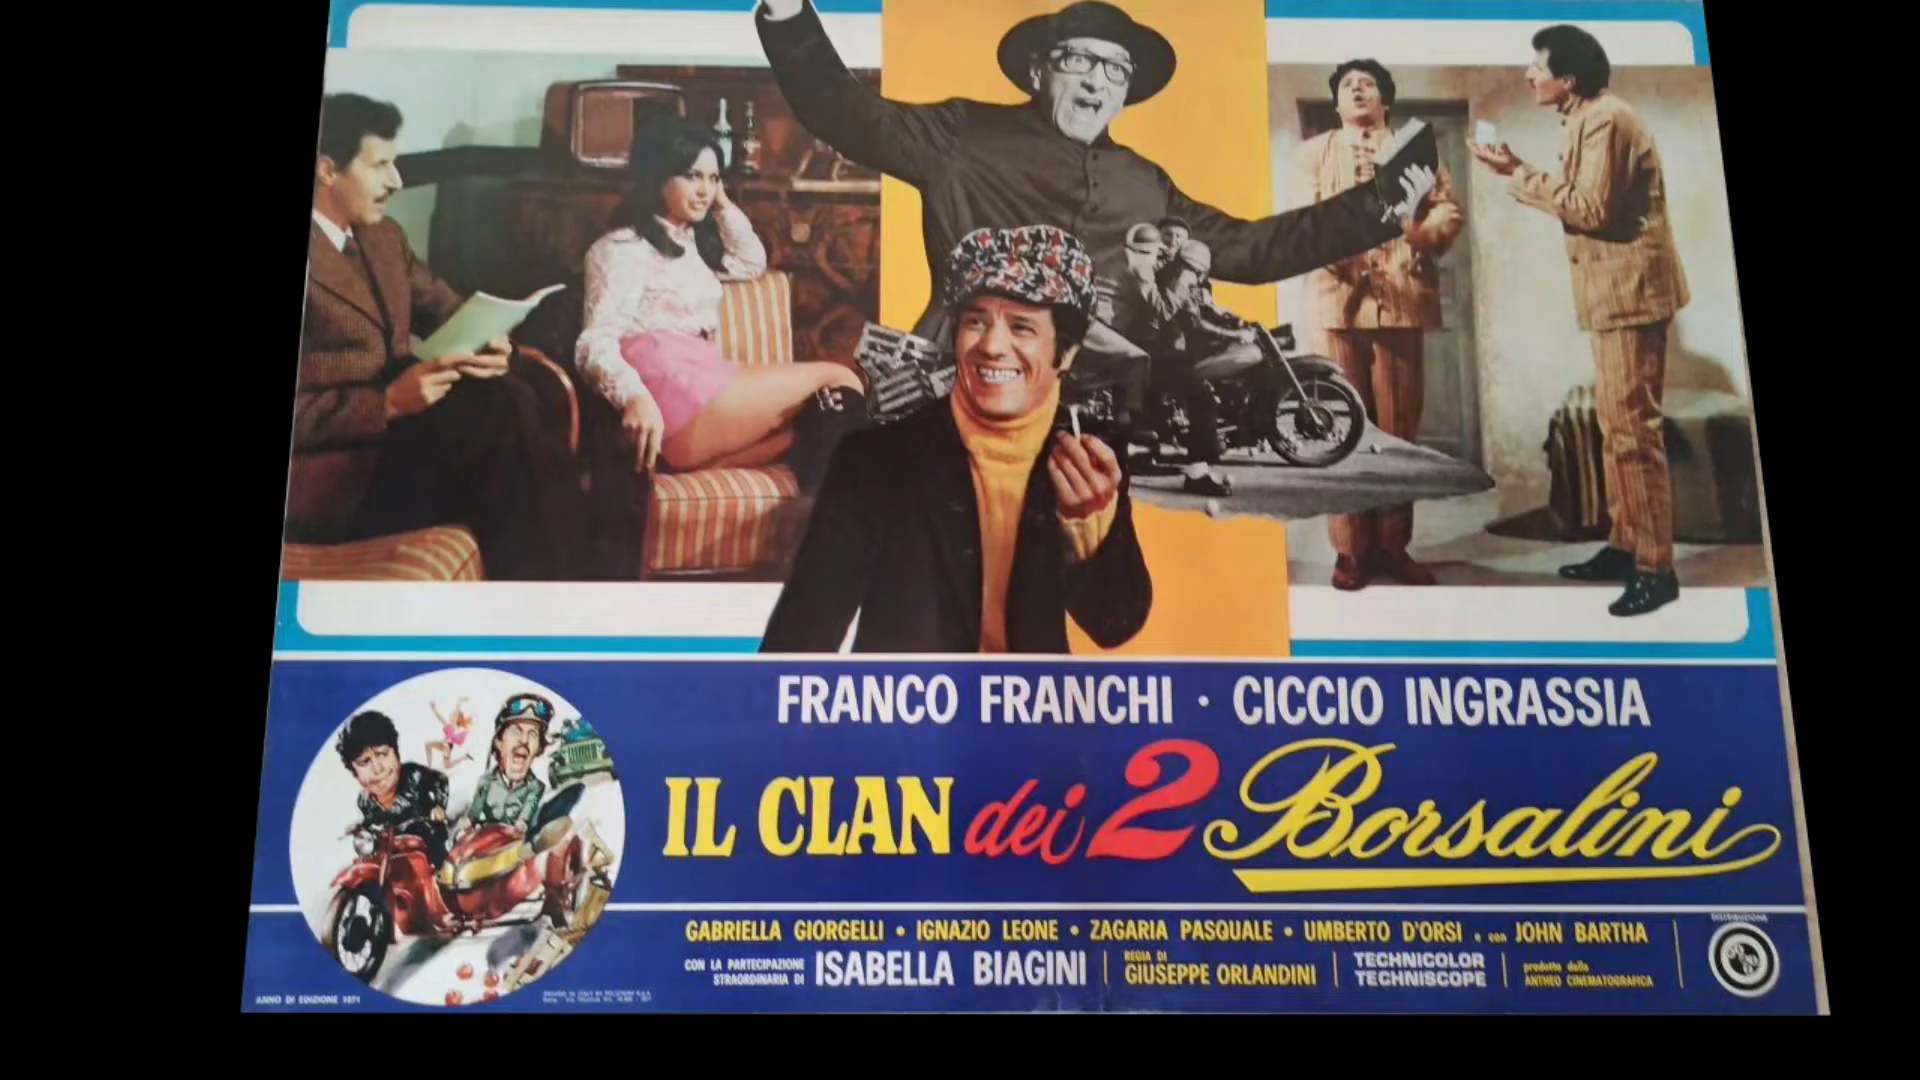 FRANCO FRANCHI · CICCIO INGRASSIA
IL CLAN dei 2 Borsalini
GABRIELLA GIORGELLI • IGNAZIO LEONE • ZAGARIA PASQUALE • UMBERTO D'ORSI • con JOHN BARTHA
CON LA PARTECIPAZIONE
STRAORDINARIA DI ISABELLA BIAGINI
REGIA DI
GIUSEPPE ORLANDINI
TECHNICOLOR
TECHNISCOPE
prodotto dalla
ANTHEO CINEMATOGRAFICA
DISTRIBUZIONE
ANNO DI EDIZIONE 1971